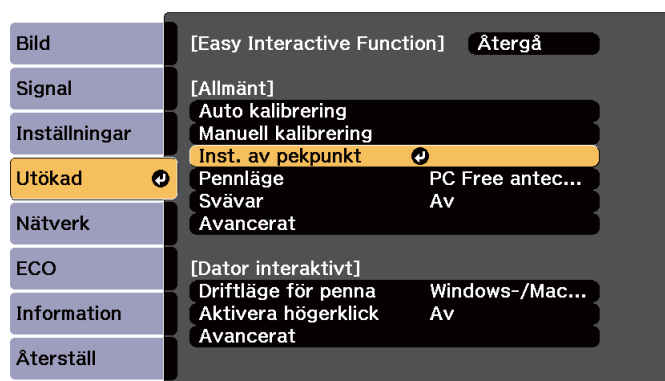 Bild
Signal
Inställningar
Utökad
Nätverk
ECO
Information
Återställ
[Easy Interactive Function] Återgå
[Allmänt]
Auto kalibrering
Manuell kalibrering
Inst. av pekpunkt
Pennläge PC Free antec...
Svävar Av
Avancerat
[Dator interaktivt]
Driftläge för penna Windows-/Mac...
Aktivera högerklick Av
Avancerat